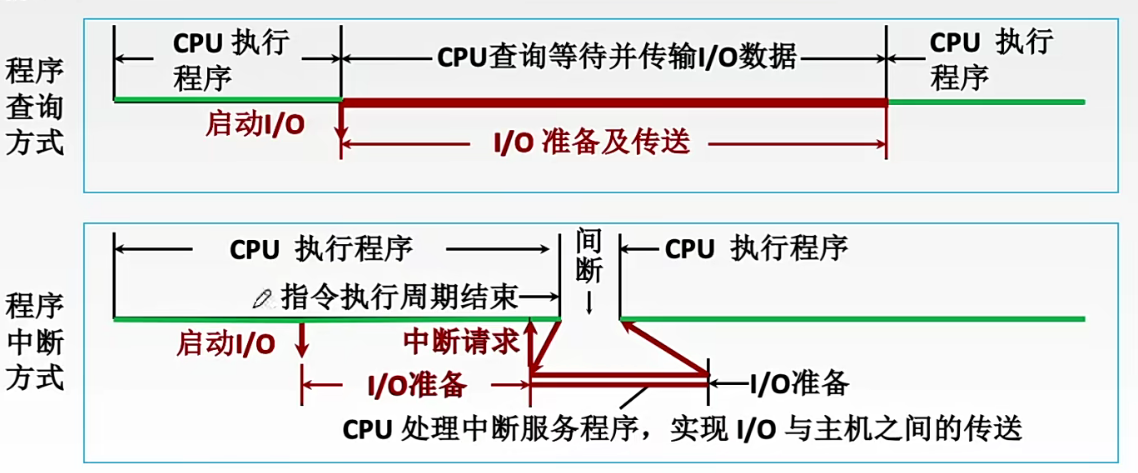 程序
查询
方式
CPU 执行
程序
CPU查询等待并传输I/O数据
CPU 执行
程序
启动I/O
I/O 准备及传送
程序
中断
方式
CPU 执行程序
间
断
CPU 执行程序
指令执行周期结束
启动I/O
中断请求
I/O准备
I/O准备
CPU 处理中断服务程序，实现 I/O 与主机之间的传送